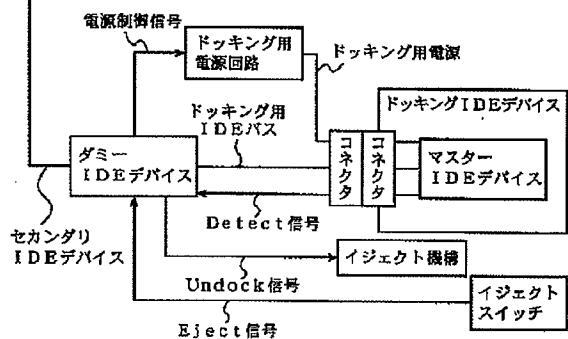 電源制御信号
ドッキング用
電源回路
ドッキング用電源
ドッキング用
IDEバス
ドッキングIDEデバイス
ダミー
IDEデバイス
コネクタ
コネクタ
マスター
IDEデバイス
Detect信号
セカンダリ
IDEデバイス
イジェクト機構
Undock信号
イジェクト
スイッチ
Eject信号